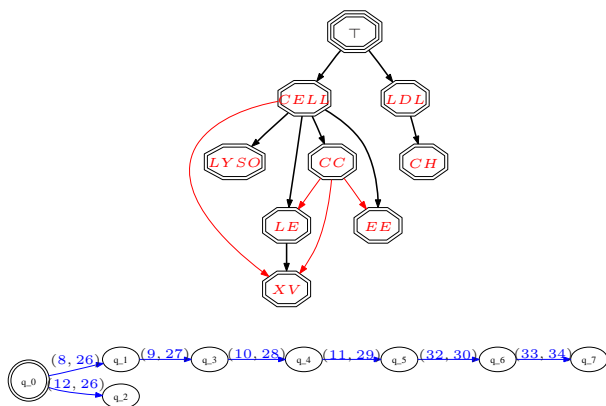 ⊤
CELL LDL
LYSO CC CH
LE EE
XV
(8, 26) q_1 (9, 27) q_3 (10, 28) q_4 (11, 29) q_5 (32, 30) q_6 (33, 34) q_7
q_0 (12, 26)
q_2